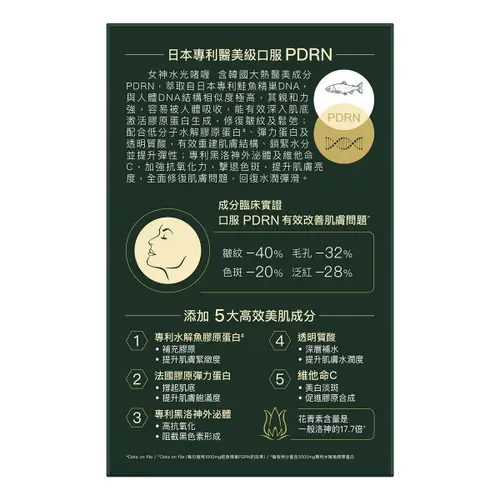 日本專利醫美級口服 PDRN
女神水光啫喱 含韓國大熱醫美成分
PDRN，萃取自日本專利鮭魚精巢DNA，
與人體DNA結構相似度極高，其親和力
強，容易被人體吸收，能有效深入肌底
激活膠原蛋白生成，修復皺紋及鬆弛；
配合低分子水解膠原蛋白#、彈力蛋白及
透明質酸，有效重建肌膚結構、鎖緊水分
並提升彈性；專利黑洛神外泌體及維他命
C，加強抗氧化力，擊退色斑，提升肌膚亮
度，全面修復肌膚問題，回復水潤彈滑。
PDRN
成分臨床實證
口服 PDRN 有效改善肌膚問題^
皺紋 −40% 毛孔 −32%
色斑 −20% 泛紅 −28%
添加 5大高效美肌成分
1 專利水解魚膠原蛋白#
• 補充膠原
• 提升肌膚緊緻度
2 法國膠原彈力蛋白
• 撐起肌底
• 提升肌膚飽滿度
3 專利黑洛神外泌體
• 高抗氧化
• 阻截黑色素形成
4 透明質酸
• 深層補水
• 提升肌膚水潤度
5 維他命C
• 美白淡斑
• 促進膠原合成
花青素含量是
一般洛神的17.7倍*